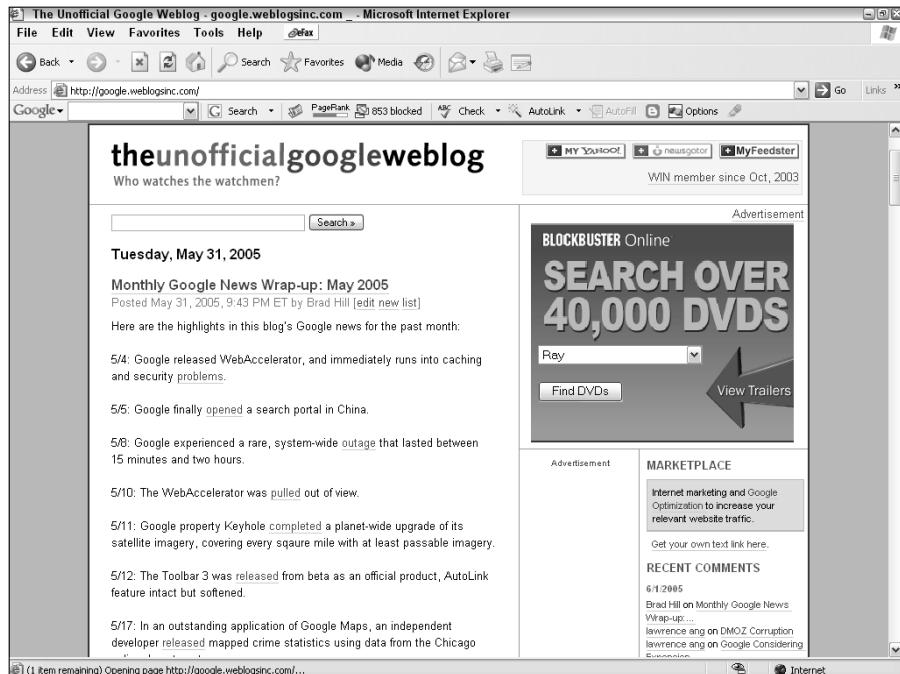 The Unofficial Google Weblog - google.weblogsinc.com _ - Microsoft Internet Explorer
File Edit View Favorites Tools Help eFax
Back Search Favorites Media
Address http://google.weblogsinc.com/ Go Links »
Google Search PageRank 853 blocked ABC Check AutoLink AutoFill Options
theunofficialgoogleweblog
Who watches the watchmen?
MY YAHOO! newsgator MyFeedster
WIN member since Oct, 2003
Search »
Tuesday, May 31, 2005
Monthly Google News Wrap-up: May 2005
Posted May 31, 2005, 9:43 PM ET by Brad Hill [edit new list]
Here are the highlights in this blog's Google news for the past month:
5/4: Google released WebAccelerator, and immediately runs into caching
and security problems.
5/5: Google finally opened a search portal in China.
5/8: Google experienced a rare, system-wide outage that lasted between
15 minutes and two hours.
5/10: The WebAccelerator was pulled out of view.
5/11: Google property Keyhole completed a planet-wide upgrade of its
satellite imagery, covering every sqaure mile with at least passable imagery.
5/12: The Toolbar 3 was released from beta as an official product, AutoLink
feature intact but softened.
5/17: In an outstanding application of Google Maps, an independent
developer released mapped crime statistics using data from the Chicago
Advertisement
BLOCKBUSTER Online
SEARCH OVER
40,000 DVDS
Ray
Find DVDs
View Trailers
Advertisement
MARKETPLACE
Internet marketing and Google
Optimization to increase your
relevant website traffic.
Get your own text link here.
RECENT COMMENTS
6/1/2005
Brad Hill on Monthly Google News
Wrap-up: ...
lawrence ang on DMOZ Corruption
lawrence ang on Google Considering
Expansion
(1 item remaining) Opening page http://google.weblogsinc.com/... Internet